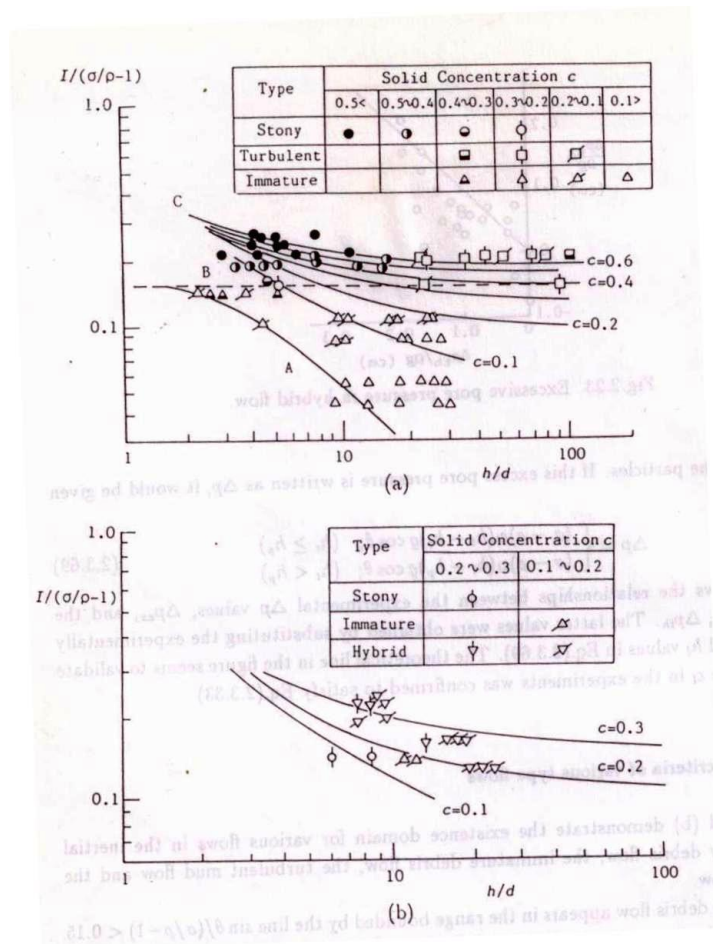 I/(σ/ρ-1)
Type
Solid Concentration c
0.5< 0.5~0.4 0.4~0.3 0.3~0.2 0.2~0.1 0.1>
Stony
Turbulent
Immature
1.0
C
B
c=0.6
c=0.4
0.1
c=0.2
c=0.1
A
1 10 100
h/d
(a)
Fig.2.23. Excessive pore pressure in hybrid flow.
the particles. If this excess pore pressure is written as Δp, it would be given
(2.3.69)
1.0
I/(σ/ρ-1)
Type
Solid Concentration c
0.2~0.3 0.1~0.2
Stony
Immature
Hybrid
c=0.3
c=0.2
0.1
c=0.1
1 10 100
h/d
(b)
the relationships between the experimental Δp values, and the
The latter values were obtained by substituting the experimentally
values in Eq.(2.3.69). The theoretical line in the figure seems to validate
in the experiments was confirmed to satisfy Eq.(2.3.33)
criteria of various type flows
(b) demonstrate the existence domain for various flows in the inertial
debris flow, the immature debris flow, the turbulent mud flow and the
debris flow appears in the range bounded by the line sin θ/(σ/ρ-1) < 0.15